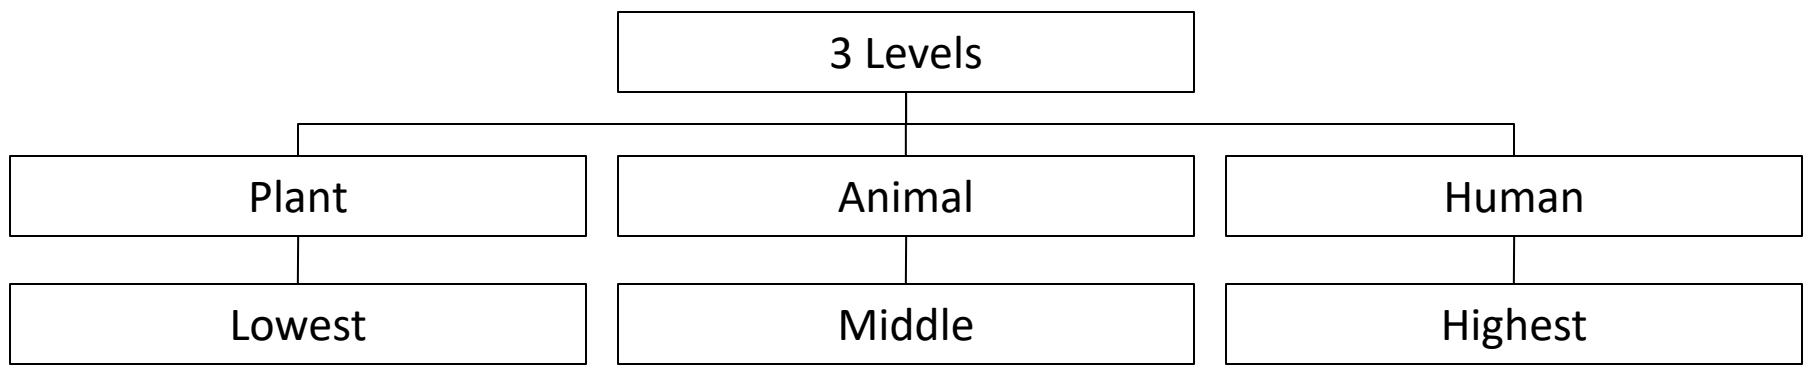 3 Levels
Plant
Animal
Human
Lowest
Middle
Highest